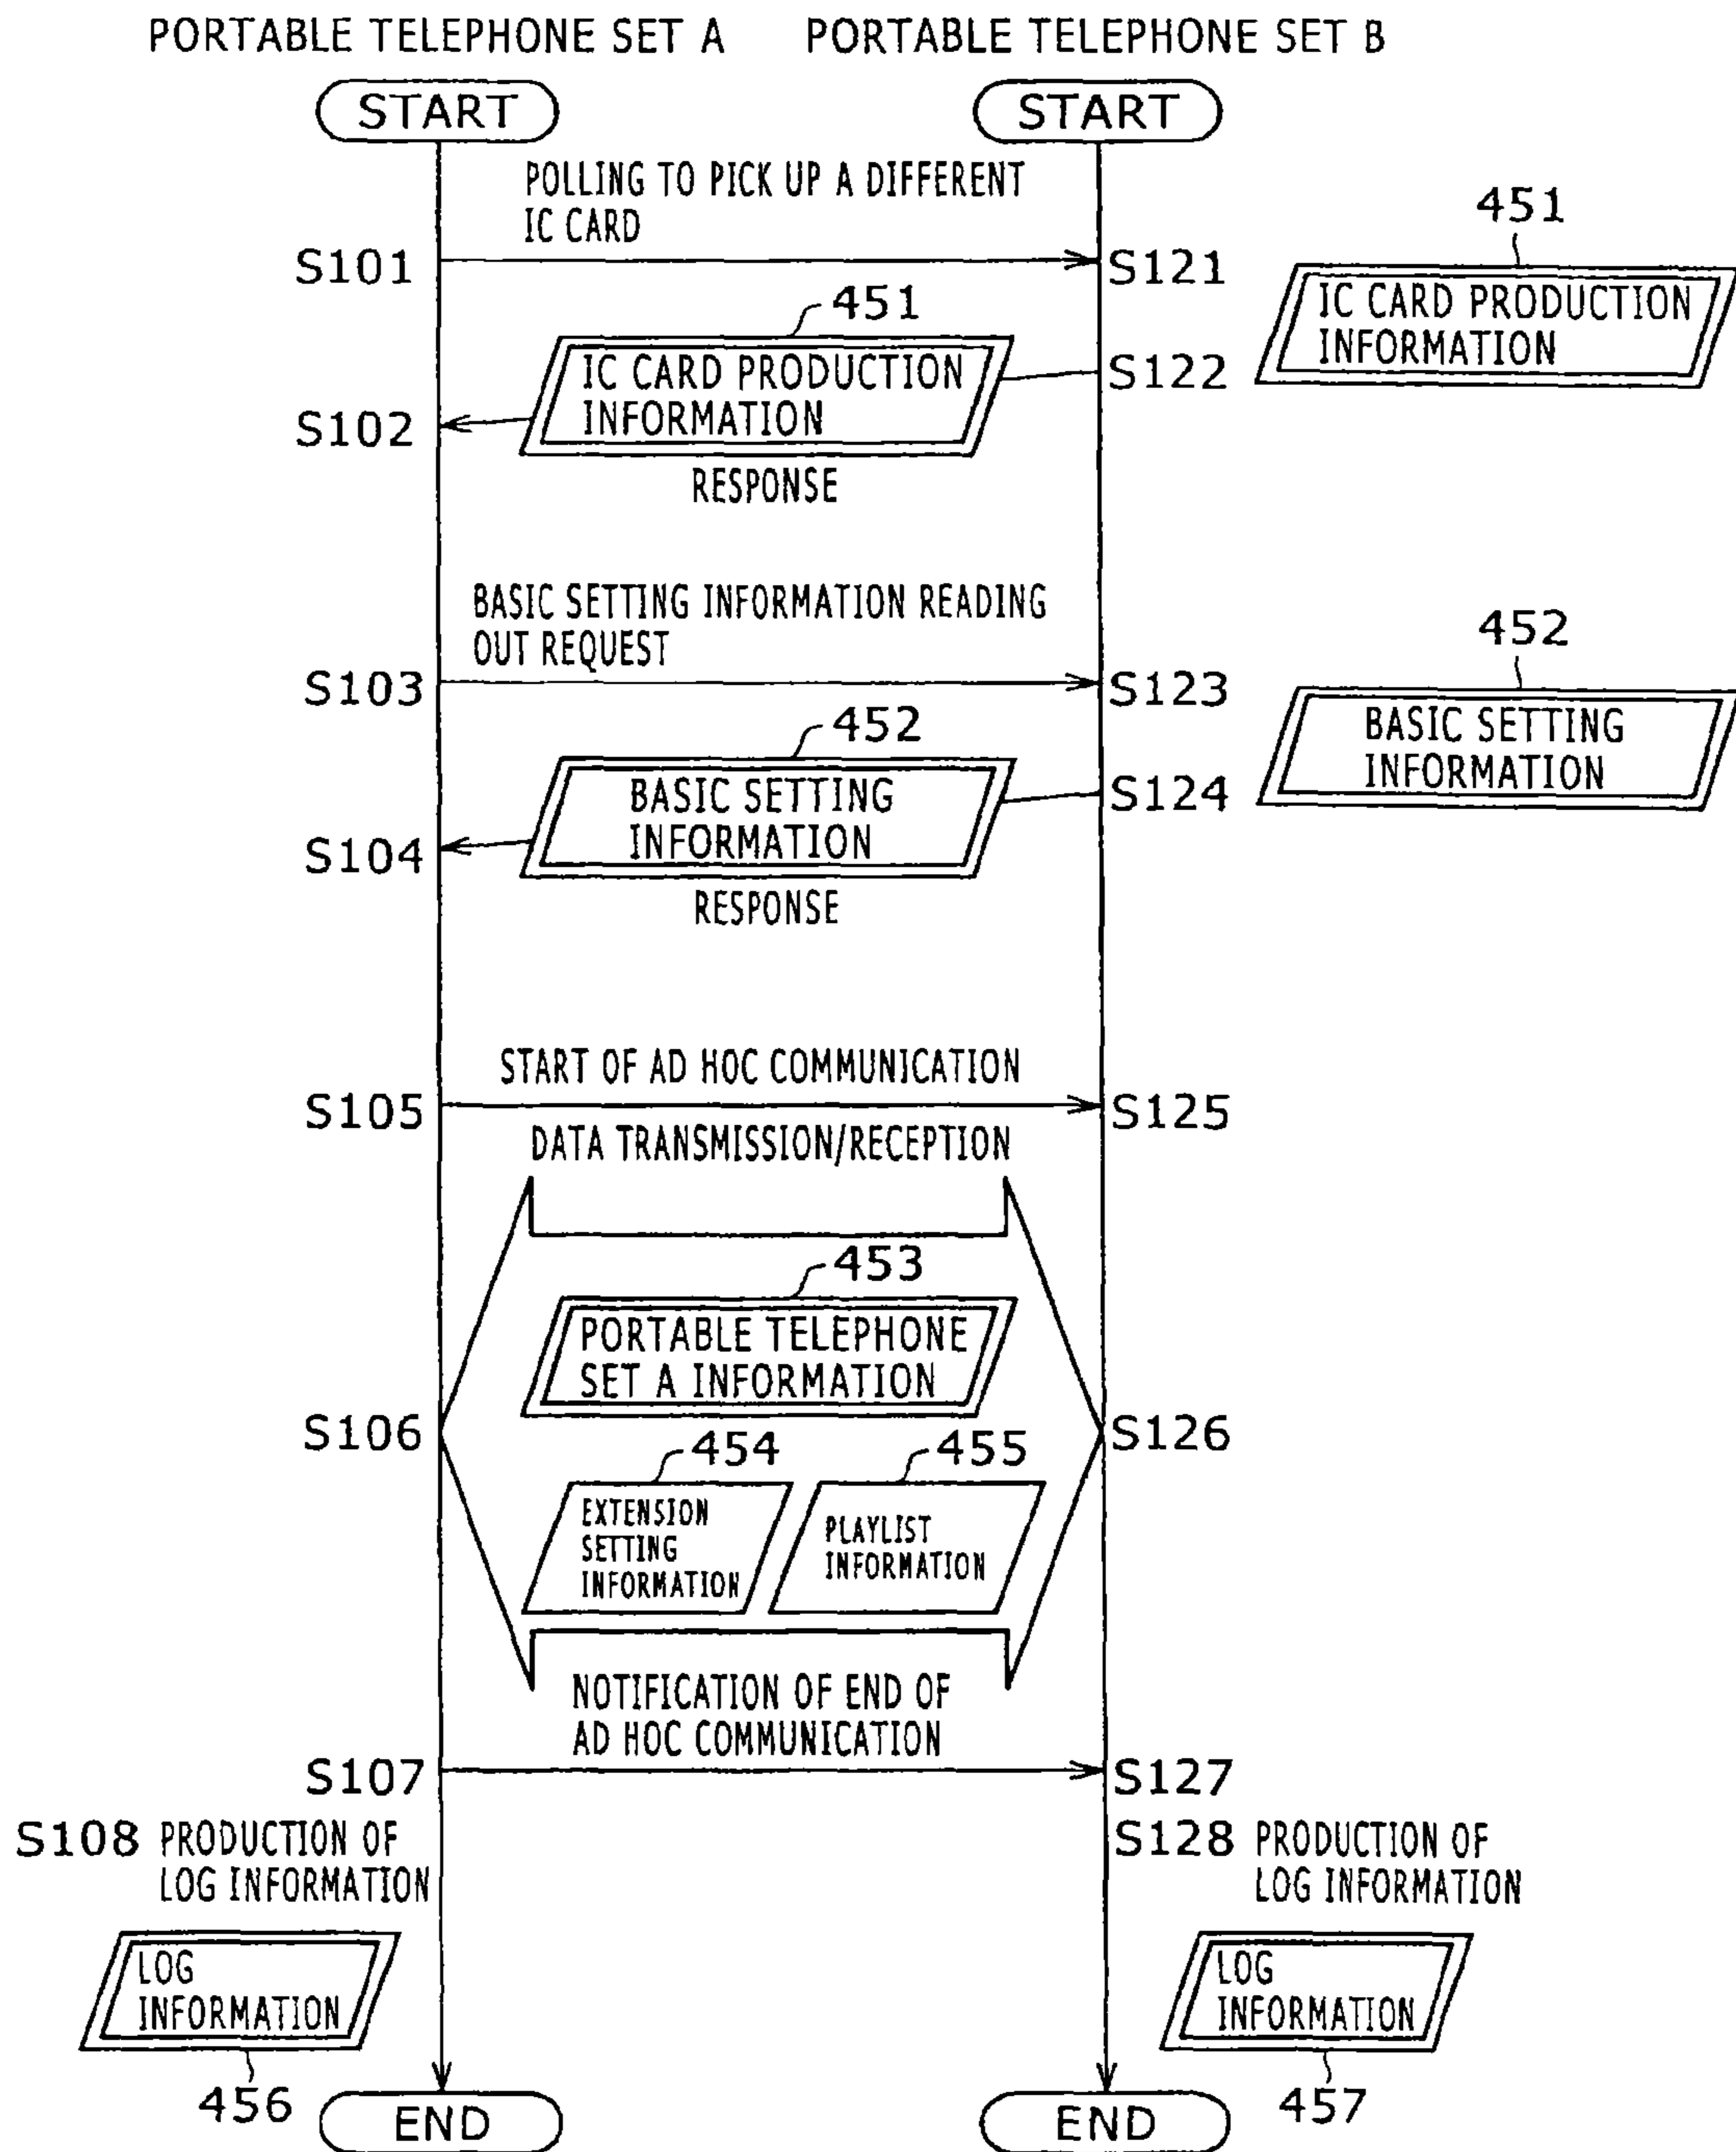 PORTABLE TELEPHONE SET A
PORTABLE TELEPHONE SET B
START
START
POLLING TO PICK UP A DIFFERENT
IC CARD
S101
S121
451
IC CARD PRODUCTION
INFORMATION
451
IC CARD PRODUCTION
INFORMATION
S122
S102
RESPONSE
BASIC SETTING INFORMATION READING
OUT REQUEST
S103
S123
452
BASIC SETTING
INFORMATION
452
BASIC SETTING
INFORMATION
S124
S104
RESPONSE
START OF AD HOC COMMUNICATION
S105
S125
DATA TRANSMISSION/RECEPTION
453
PORTABLE TELEPHONE
SET A INFORMATION
S106
S126
454
455
EXTENSION
SETTING
INFORMATION
PLAYLIST
INFORMATION
NOTIFICATION OF END OF
AD HOC COMMUNICATION
S107
S127
S108 PRODUCTION OF
LOG INFORMATION
S128 PRODUCTION OF
LOG INFORMATION
LOG
INFORMATION
LOG
INFORMATION
456
457
END
END